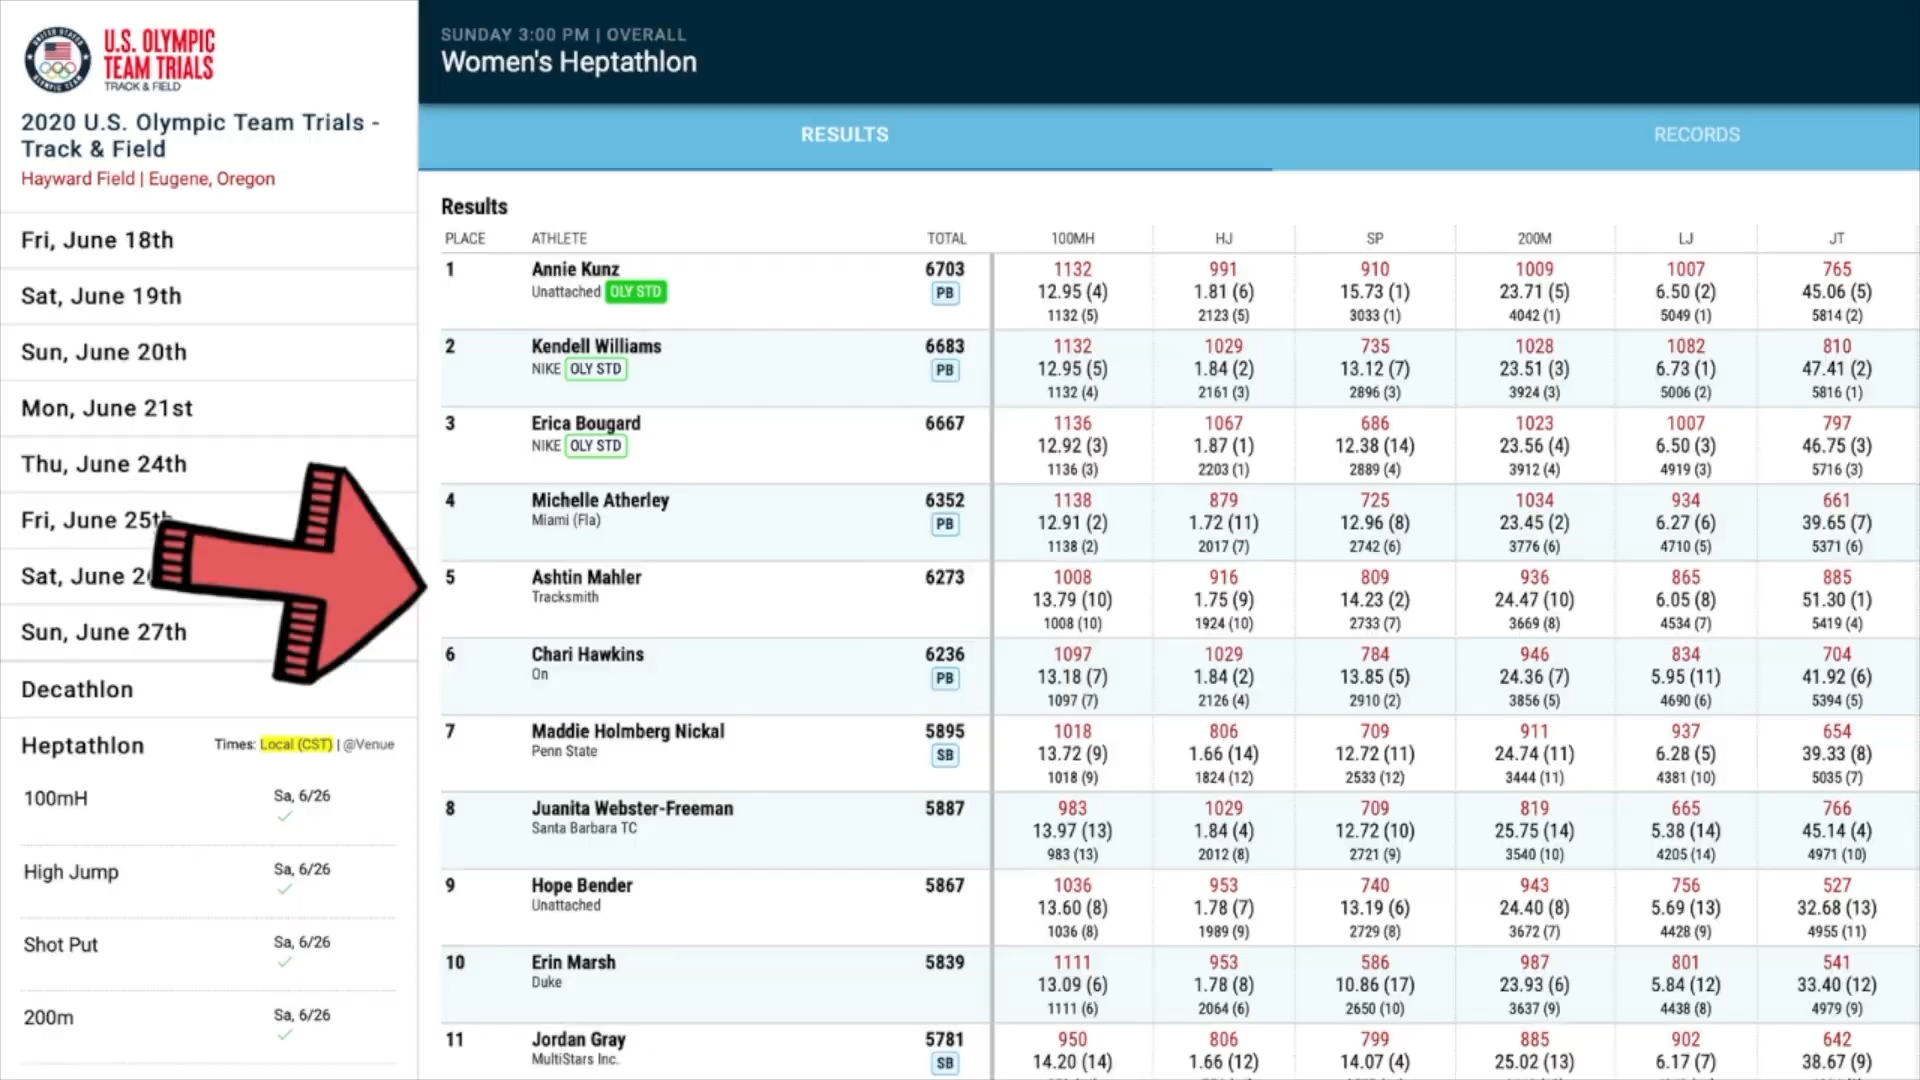 UNITED STATES
OLYMPIC TEAM
U.S. OLYMPIC
TEAM TRIALS
TRACK & FIELD
2020 U.S. Olympic Team Trials -
Track & Field
Hayward Field | Eugene, Oregon
Fri, June 18th
Sat, June 19th
Sun, June 20th
Mon, June 21st
Thu, June 24th
Fri, June 25th
Sat, June 2
Sun, June 27th
Decathlon
Heptathlon Times: Local (CST) | @Venue
100mH Sa, 6/26
High Jump Sa, 6/26
Shot Put Sa, 6/26
200m Sa, 6/26
SUNDAY 3:00 PM | OVERALL
Women's Heptathlon
RESULTS RECORDS
Results
PLACE ATHLETE TOTAL 100MH HJ SP 200M LJ JT
1 Annie Kunz 6703 1132 991 910 1009 1007 765
Unattached OLY STD PB 12.95 (4) 1.81 (6) 15.73 (1) 23.71 (5) 6.50 (2) 45.06 (5)
1132 (5) 2123 (5) 3033 (1) 4042 (1) 5049 (1) 5814 (2)
2 Kendell Williams 6683 1132 1029 735 1028 1082 810
NIKE OLY STD PB 12.95 (5) 1.84 (2) 13.12 (7) 23.51 (3) 6.73 (1) 47.41 (2)
1132 (4) 2161 (3) 2896 (3) 3924 (3) 5006 (2) 5816 (1)
3 Erica Bougard 6667 1136 1067 686 1023 1007 797
NIKE OLY STD 12.92 (3) 1.87 (1) 12.38 (14) 23.56 (4) 6.50 (3) 46.75 (3)
1136 (3) 2203 (1) 2889 (4) 3912 (4) 4919 (3) 5716 (3)
4 Michelle Atherley 6352 1138 879 725 1034 934 661
Miami (Fla) PB 12.91 (2) 1.72 (11) 12.96 (8) 23.45 (2) 6.27 (6) 39.65 (7)
1138 (2) 2017 (7) 2742 (6) 3776 (6) 4710 (5) 5371 (6)
5 Ashtin Mahler 6273 1008 916 809 936 865 885
Tracksmith 13.79 (10) 1.75 (9) 14.23 (2) 24.47 (10) 6.05 (8) 51.30 (1)
1008 (10) 1924 (10) 2733 (7) 3669 (8) 4534 (7) 5419 (4)
6 Chari Hawkins 6236 1097 1029 784 946 834 704
On PB 13.18 (7) 1.84 (2) 13.85 (5) 24.36 (7) 5.95 (11) 41.92 (6)
1097 (7) 2126 (4) 2910 (2) 3856 (5) 4690 (6) 5394 (5)
7 Maddie Holmberg Nickal 5895 1018 806 709 911 937 654
Penn State SB 13.72 (9) 1.66 (14) 12.72 (11) 24.74 (11) 6.28 (5) 39.33 (8)
1018 (9) 1824 (12) 2533 (12) 3444 (11) 4381 (10) 5035 (7)
8 Juanita Webster-Freeman 5887 983 1029 709 819 665 766
Santa Barbara TC 13.97 (13) 1.84 (4) 12.72 (10) 25.75 (14) 5.38 (14) 45.14 (4)
983 (13) 2012 (8) 2721 (9) 3540 (10) 4205 (14) 4971 (10)
9 Hope Bender 5867 1036 953 740 943 756 527
Unattached 13.60 (8) 1.78 (7) 13.19 (6) 24.40 (8) 5.69 (13) 32.68 (13)
1036 (8) 1989 (9) 2729 (8) 3672 (7) 4428 (9) 4955 (11)
10 Erin Marsh 5839 1111 953 586 987 801 541
Duke 13.09 (6) 1.78 (8) 10.86 (17) 23.93 (6) 5.84 (12) 33.40 (12)
1111 (6) 2064 (6) 2650 (10) 3637 (9) 4438 (8) 4979 (9)
11 Jordan Gray 5781 950 806 799 885 902 642
MultiStars Inc. SB 14.20 (14) 1.66 (12) 14.07 (4) 25.02 (13) 6.17 (7) 38.67 (9)